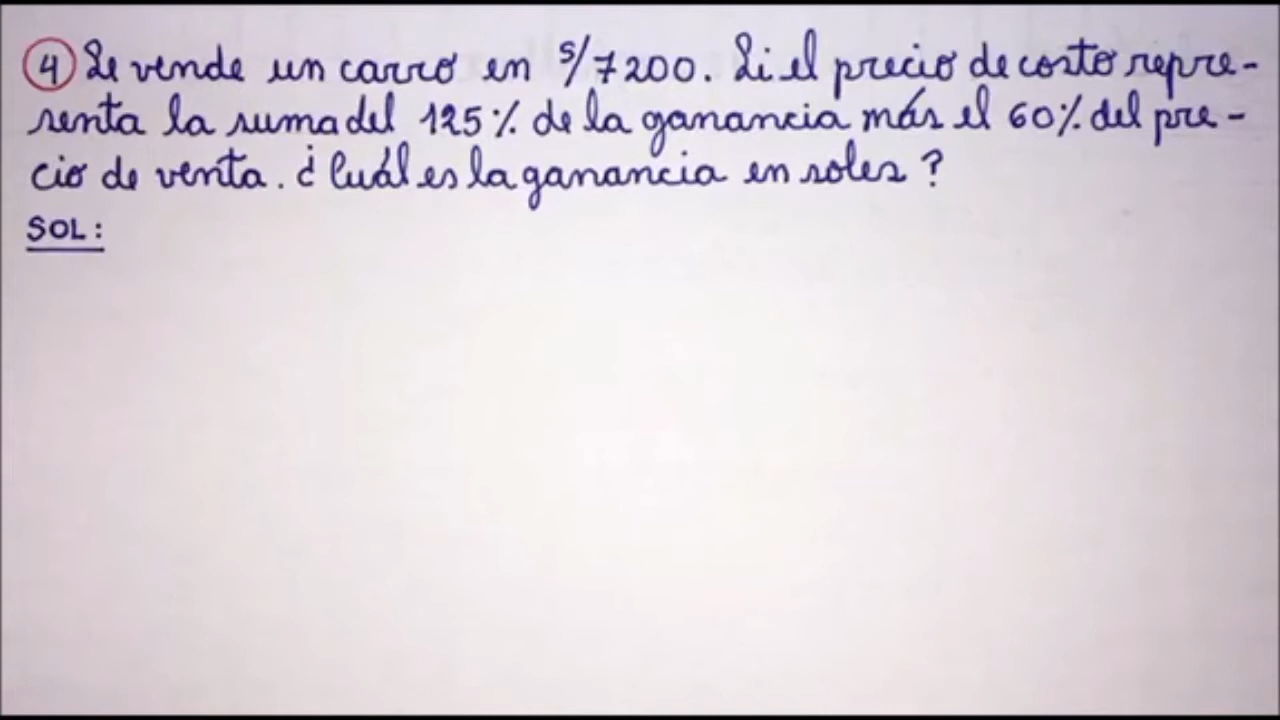 4 Se vende un carro en S/7200. Si el precio de costo repre-
senta la suma del 125% de la ganancia más el 60% del pre-
cio de venta. ¿Cuál es la ganancia en soles?
SOL: